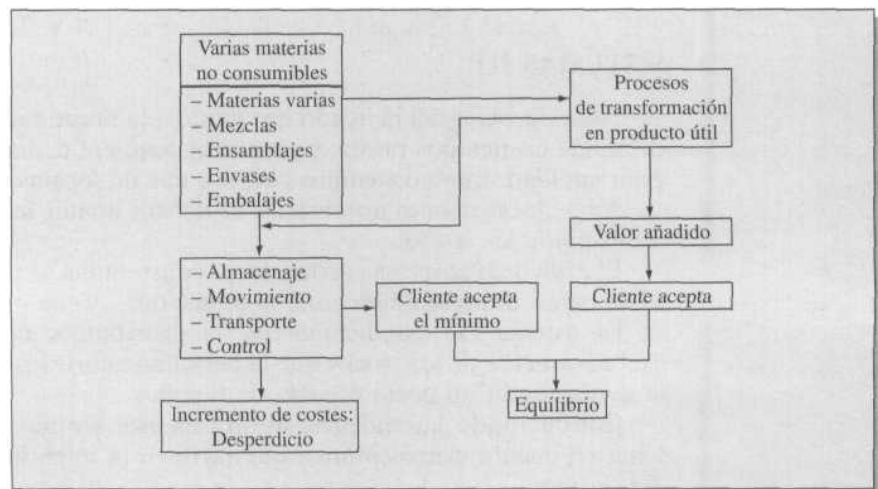 Varias materias
no consumibles
– Materias varias
– Mezclas
– Ensamblajes
– Envases
– Embalajes
Procesos
de transformación
en producto útil
Valor añadido
– Almacenaje
– Movimiento
– Transporte
– Control
Cliente acepta
el mínimo
Cliente acepta
Incremento de costes:
Desperdicio
Equilibrio